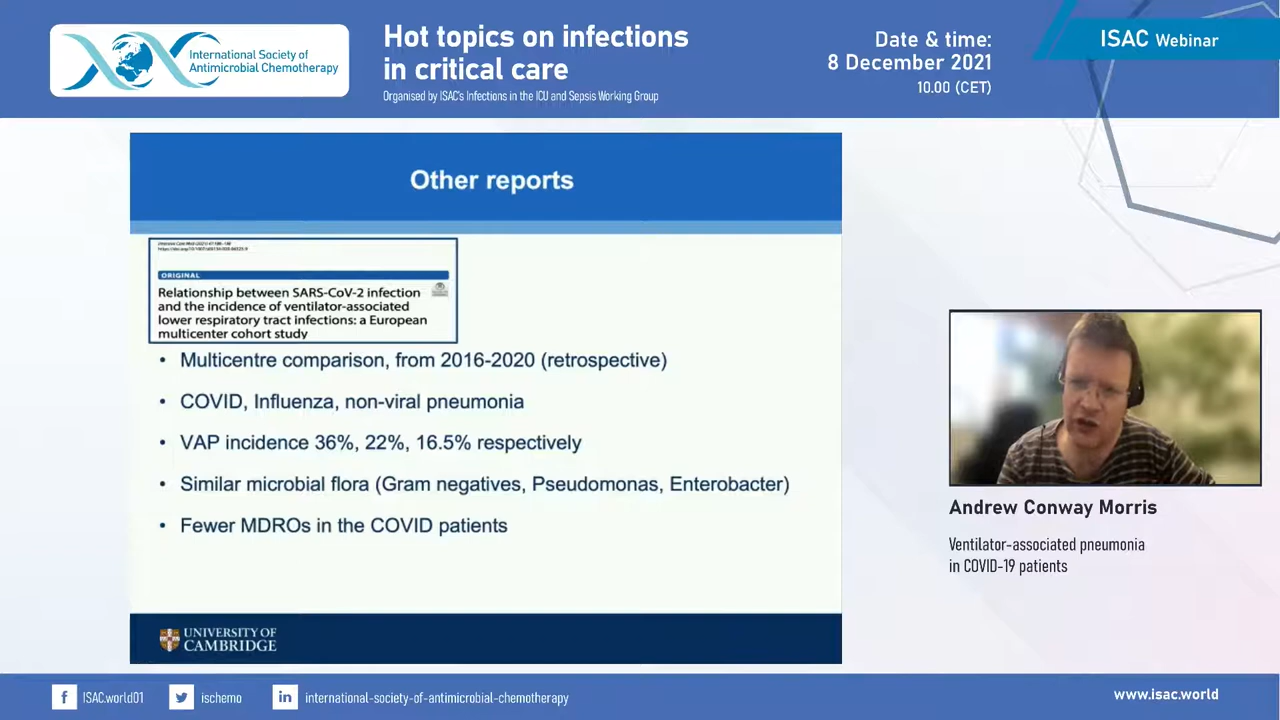 International Society of
Antimicrobial Chemotherapy
Hot topics on infections
in critical care
Organised by ISAC's Infections in the ICU and Sepsis Working Group
Date & time:
8 December 2021
10.00 (CET)
ISAC Webinar
Other reports
ORIGINAL
Relationship between SARS-CoV-2 infection
and the incidence of ventilator-associated
lower respiratory tract infections: a European
multicenter cohort study
• Multicentre comparison, from 2016-2020 (retrospective)
• COVID, Influenza, non-viral pneumonia
• VAP incidence 36%, 22%, 16.5% respectively
• Similar microbial flora (Gram negatives, Pseudomonas, Enterobacter)
• Fewer MDROs in the COVID patients
UNIVERSITY OF
CAMBRIDGE
Andrew Conway Morris
Ventilator-associated pneumonia
in COVID-19 patients
ISAC.world01
ischemo
international-society-of-antimicrobial-chemotherapy
www.isac.world